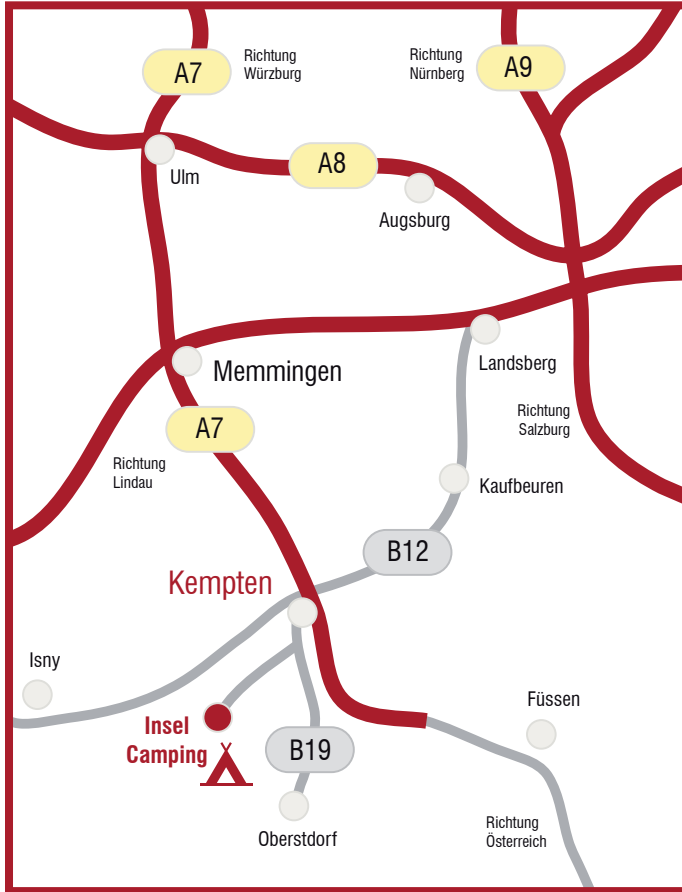 A7
Richtung
Würzburg
Richtung
Nürnberg
A9
Ulm
A8
Augsburg
Memmingen
Landsberg
A7
Richtung
Salzburg
Richtung
Lindau
Kaufbeuren
B12
Kempten
Isny
Füssen
Insel
Camping
B19
Oberstdorf
Richtung
Österreich